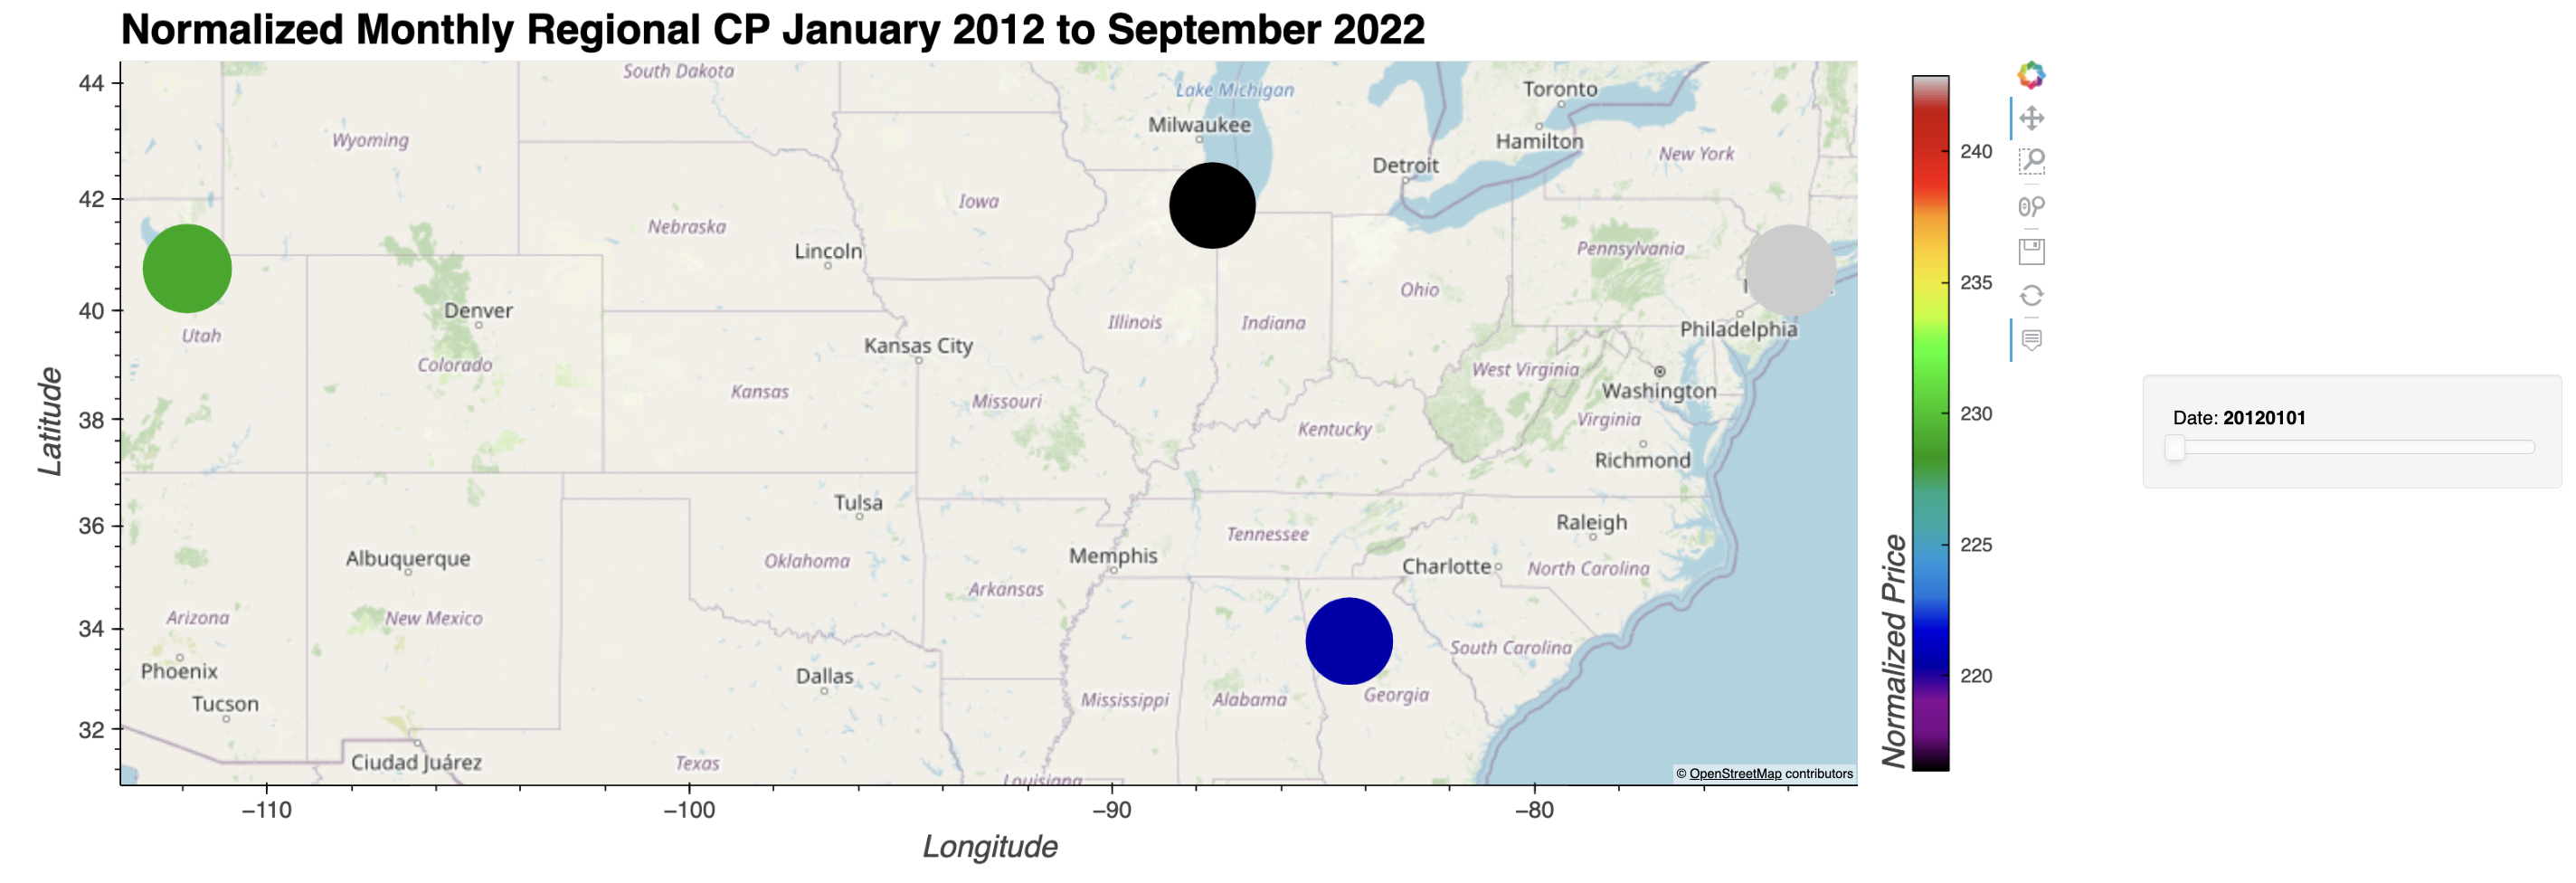 Normalized Monthly Regional CP January 2012 to September 2022
44
42
40
38
36
34
32
Latitude
South Dakota
Lake Michigan
Toronto
Milwaukee
Wyoming
Hamilton
New York
Detroit
Iowa
Nebraska
Lincoln
Pennsylvania
Ohio
Denver
Illinois
Indiana
Philadelphia
Utah
Kansas City
Colorado
West Virginia
Washington
Kansas
Missouri
Virginia
Kentucky
Richmond
Tulsa
Raleigh
Tennessee
Albuquerque
Memphis
Oklahoma
Charlotte
North Carolina
Arkansas
Arizona
New Mexico
South Carolina
Phoenix
Dallas
Georgia
Mississippi
Alabama
Tucson
Ciudad Juárez
Texas
Louisiana
© OpenStreetMap contributors
−110
−100
−90
−80
Longitude
240
235
230
225
220
Normalized Price
Date: 20120101